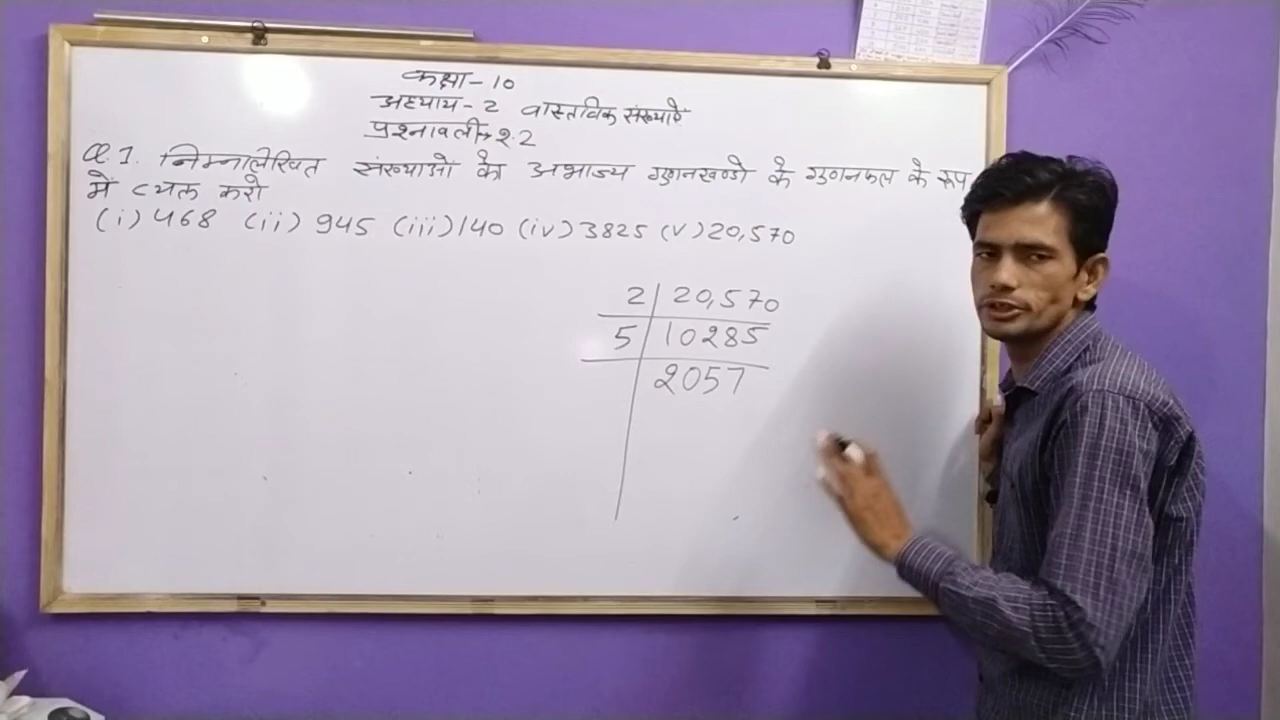 कक्षा - 10
अध्याय - 2 वास्तविक संख्याऐं
प्रश्नावली → 2.2
Q.1. निम्नलिखित संख्याओं को अभाज्य गुणनखण्डो के गुणनफल के रूप
में व्यक्त करो
(i) 468 (ii) 945 (iii) 140 (iv) 3825 (v) 20,570
2 | 20,570
5 | 10285
2057